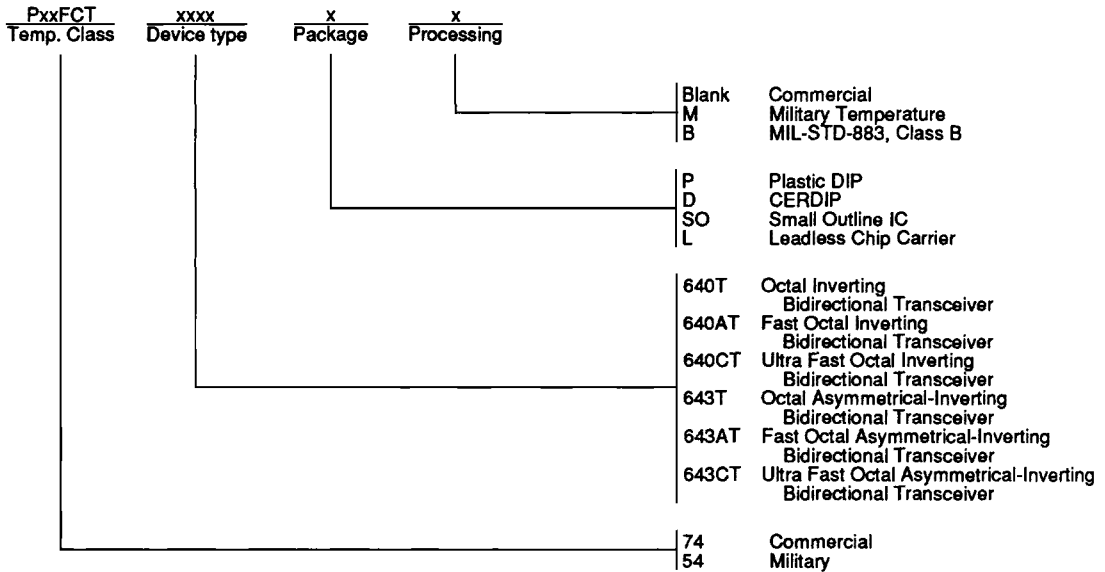 PxxFCT xxxx x x
Temp. Class Device type Package Processing
Blank Commercial
M Military Temperature
B MIL-STD-883, Class B
P Plastic DIP
D CERDIP
SO Small Outline IC
L Leadless Chip Carrier
640T Octal Inverting
Bidirectional Transceiver
640AT Fast Octal Inverting
Bidirectional Transceiver
640CT Ultra Fast Octal Inverting
Bidirectional Transceiver
643T Octal Asymmetrical-Inverting
Bidirectional Transceiver
643AT Fast Octal Asymmetrical-Inverting
Bidirectional Transceiver
643CT Ultra Fast Octal Asymmetrical-Inverting
Bidirectional Transceiver
74 Commercial
54 Military